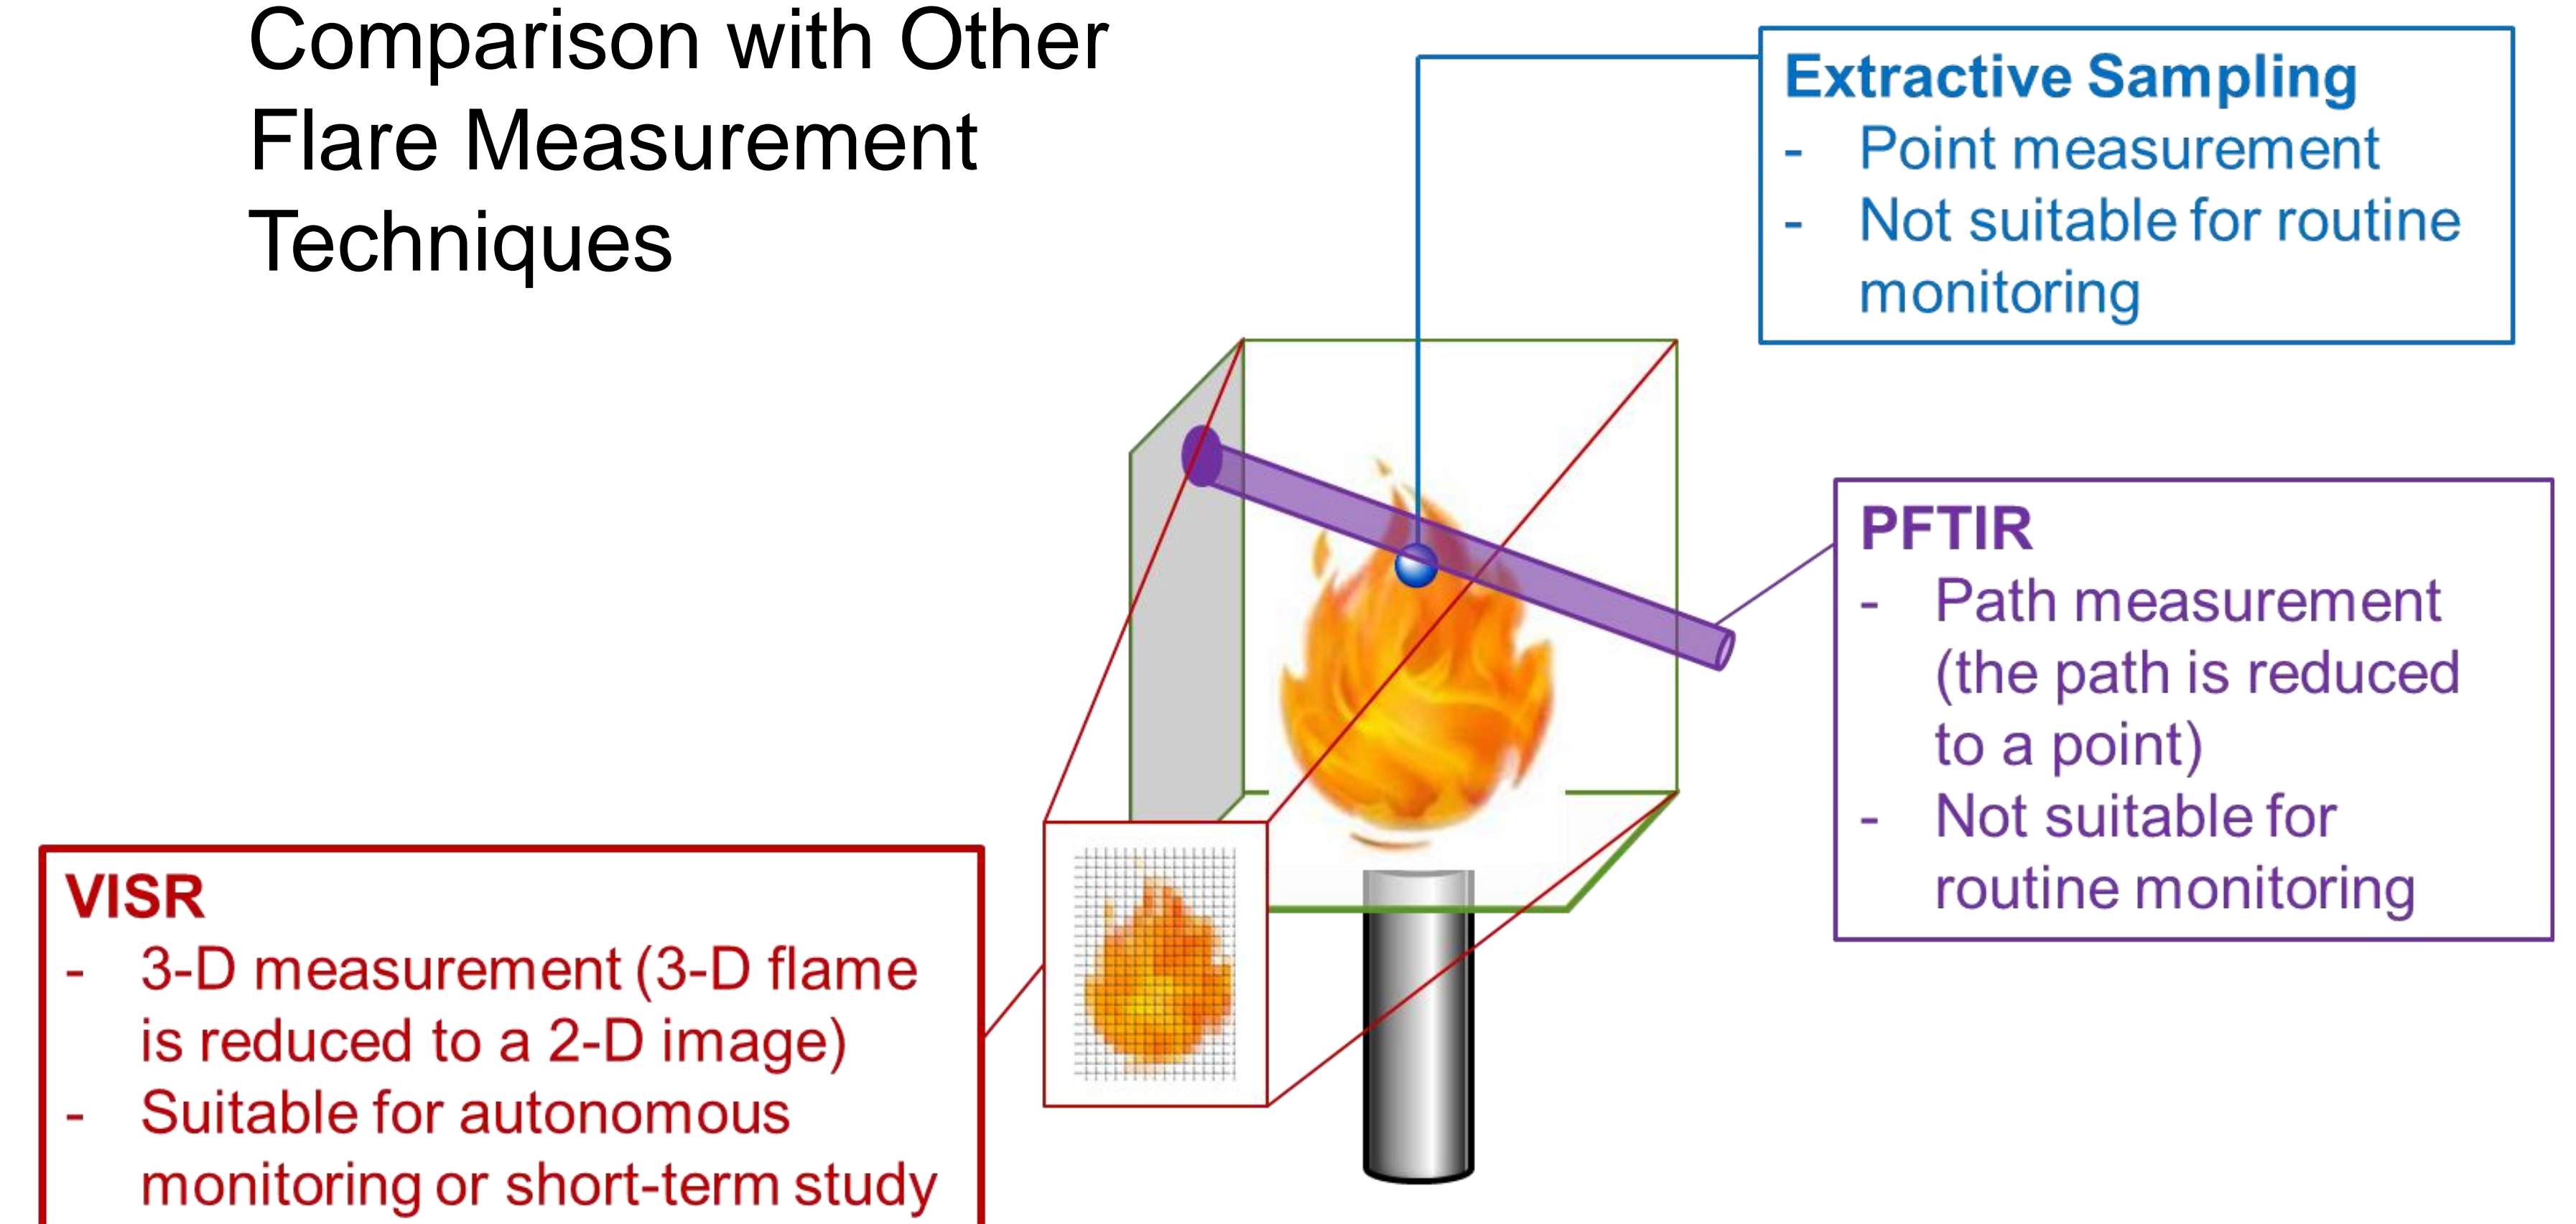 Comparison with Other
Flare Measurement
Techniques
Extractive Sampling
- Point measurement
- Not suitable for routine
monitoring
PFTIR
- Path measurement
(the path is reduced
to a point)
- Not suitable for
routine monitoring
VISR
- 3-D measurement (3-D flame
is reduced to a 2-D image)
- Suitable for autonomous
monitoring or short-term study